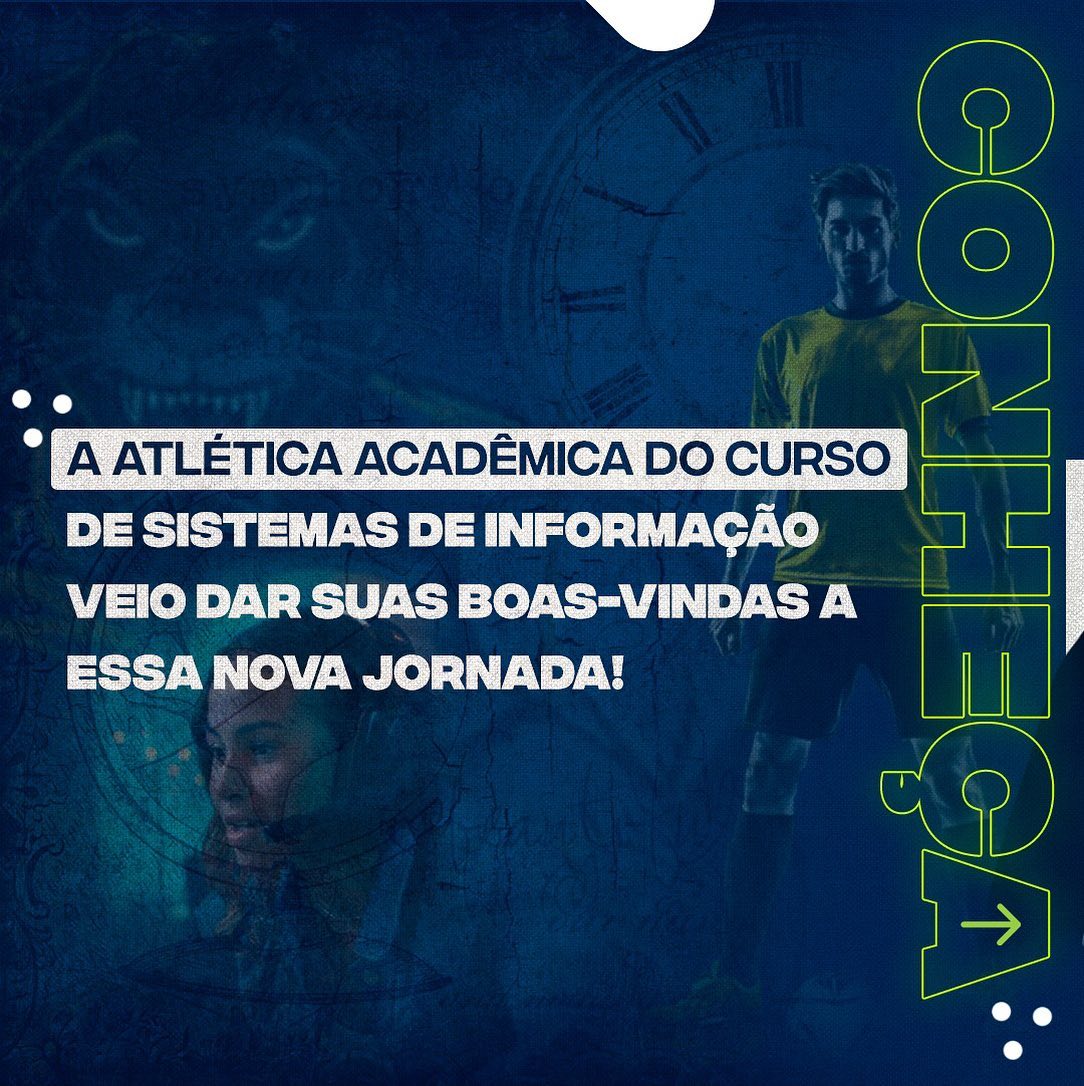 A ATLÉTICA ACADÊMICA DO CURSO
DE SISTEMAS DE INFORMAÇÃO
VEIO DAR SUAS BOAS-VINDAS A
ESSA NOVA JORNADA!
CONHEÇA